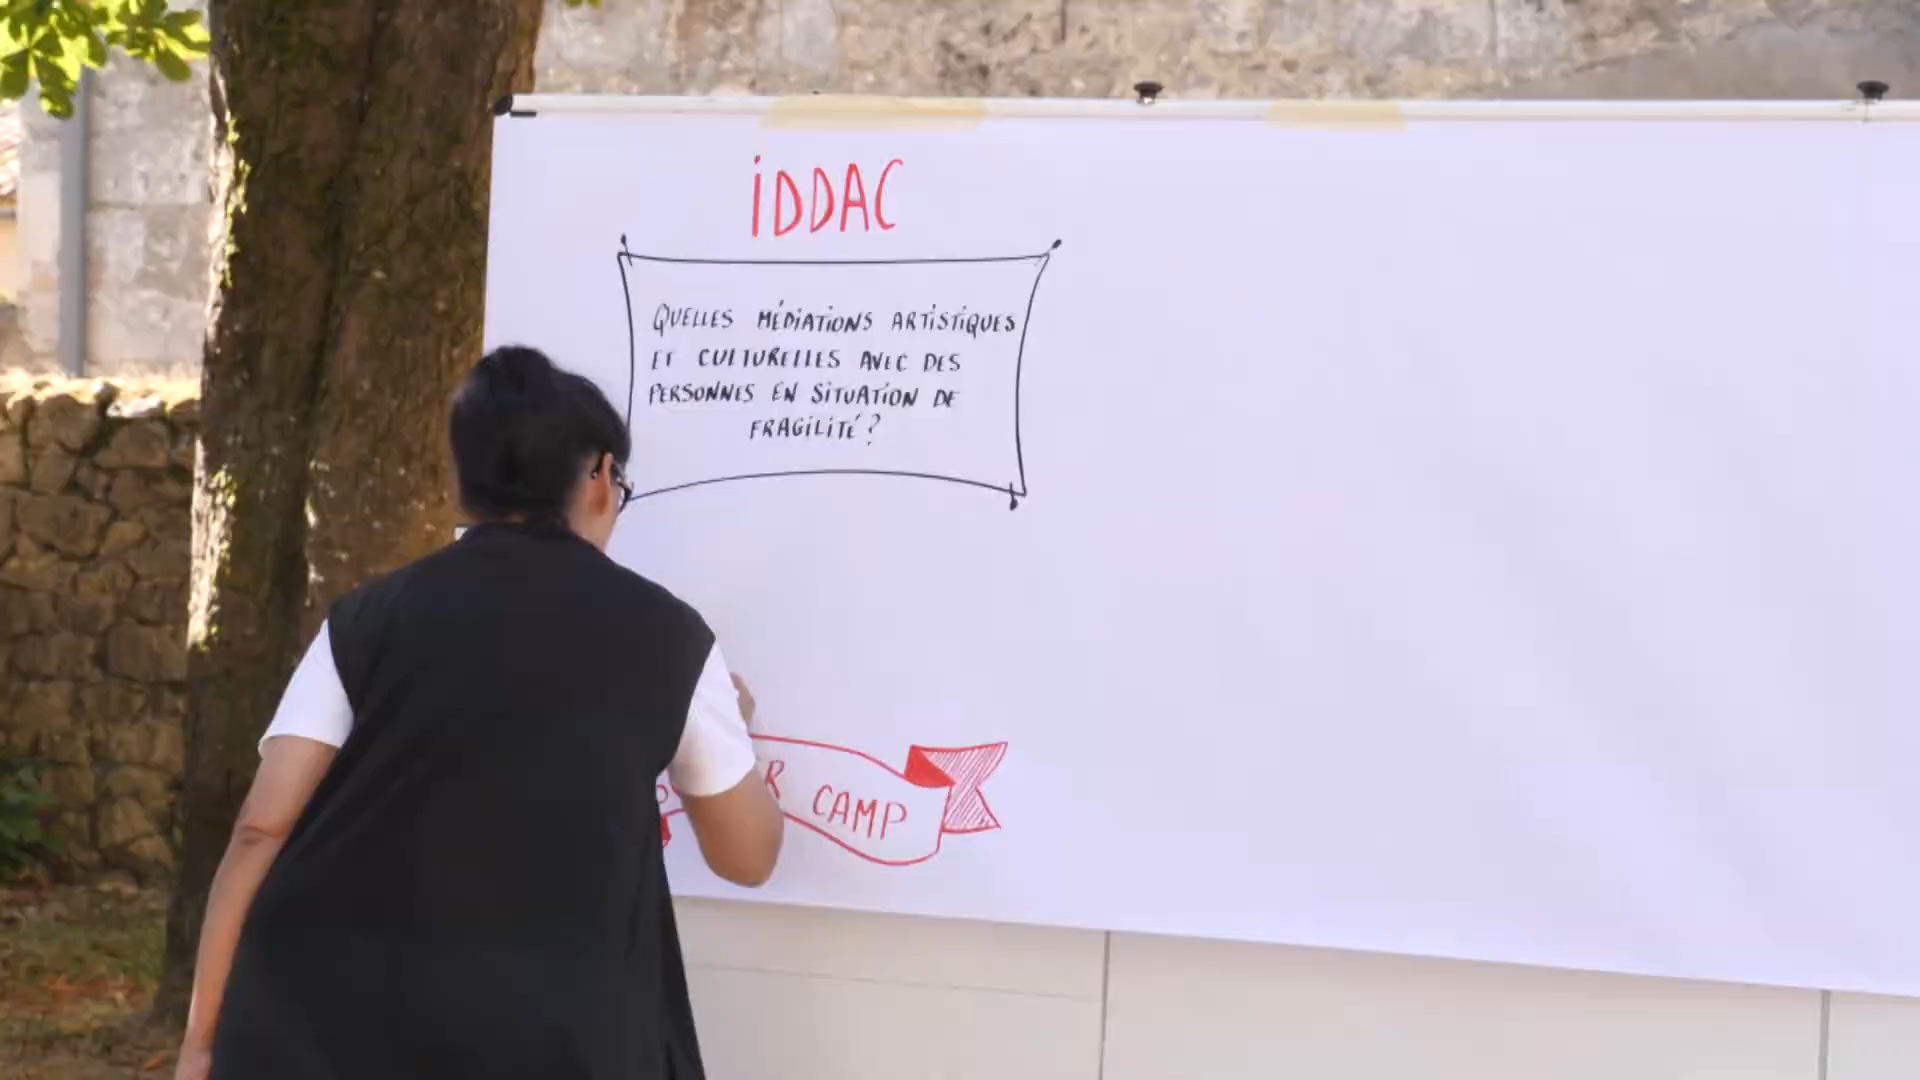 iDDAC
QUELLES MÉDIATIONS ARTISTIQUES
ET CULTURELLES AVEC DES
PERSONNES EN SITUATION DE
FRAGILITÉ ?
CAMP